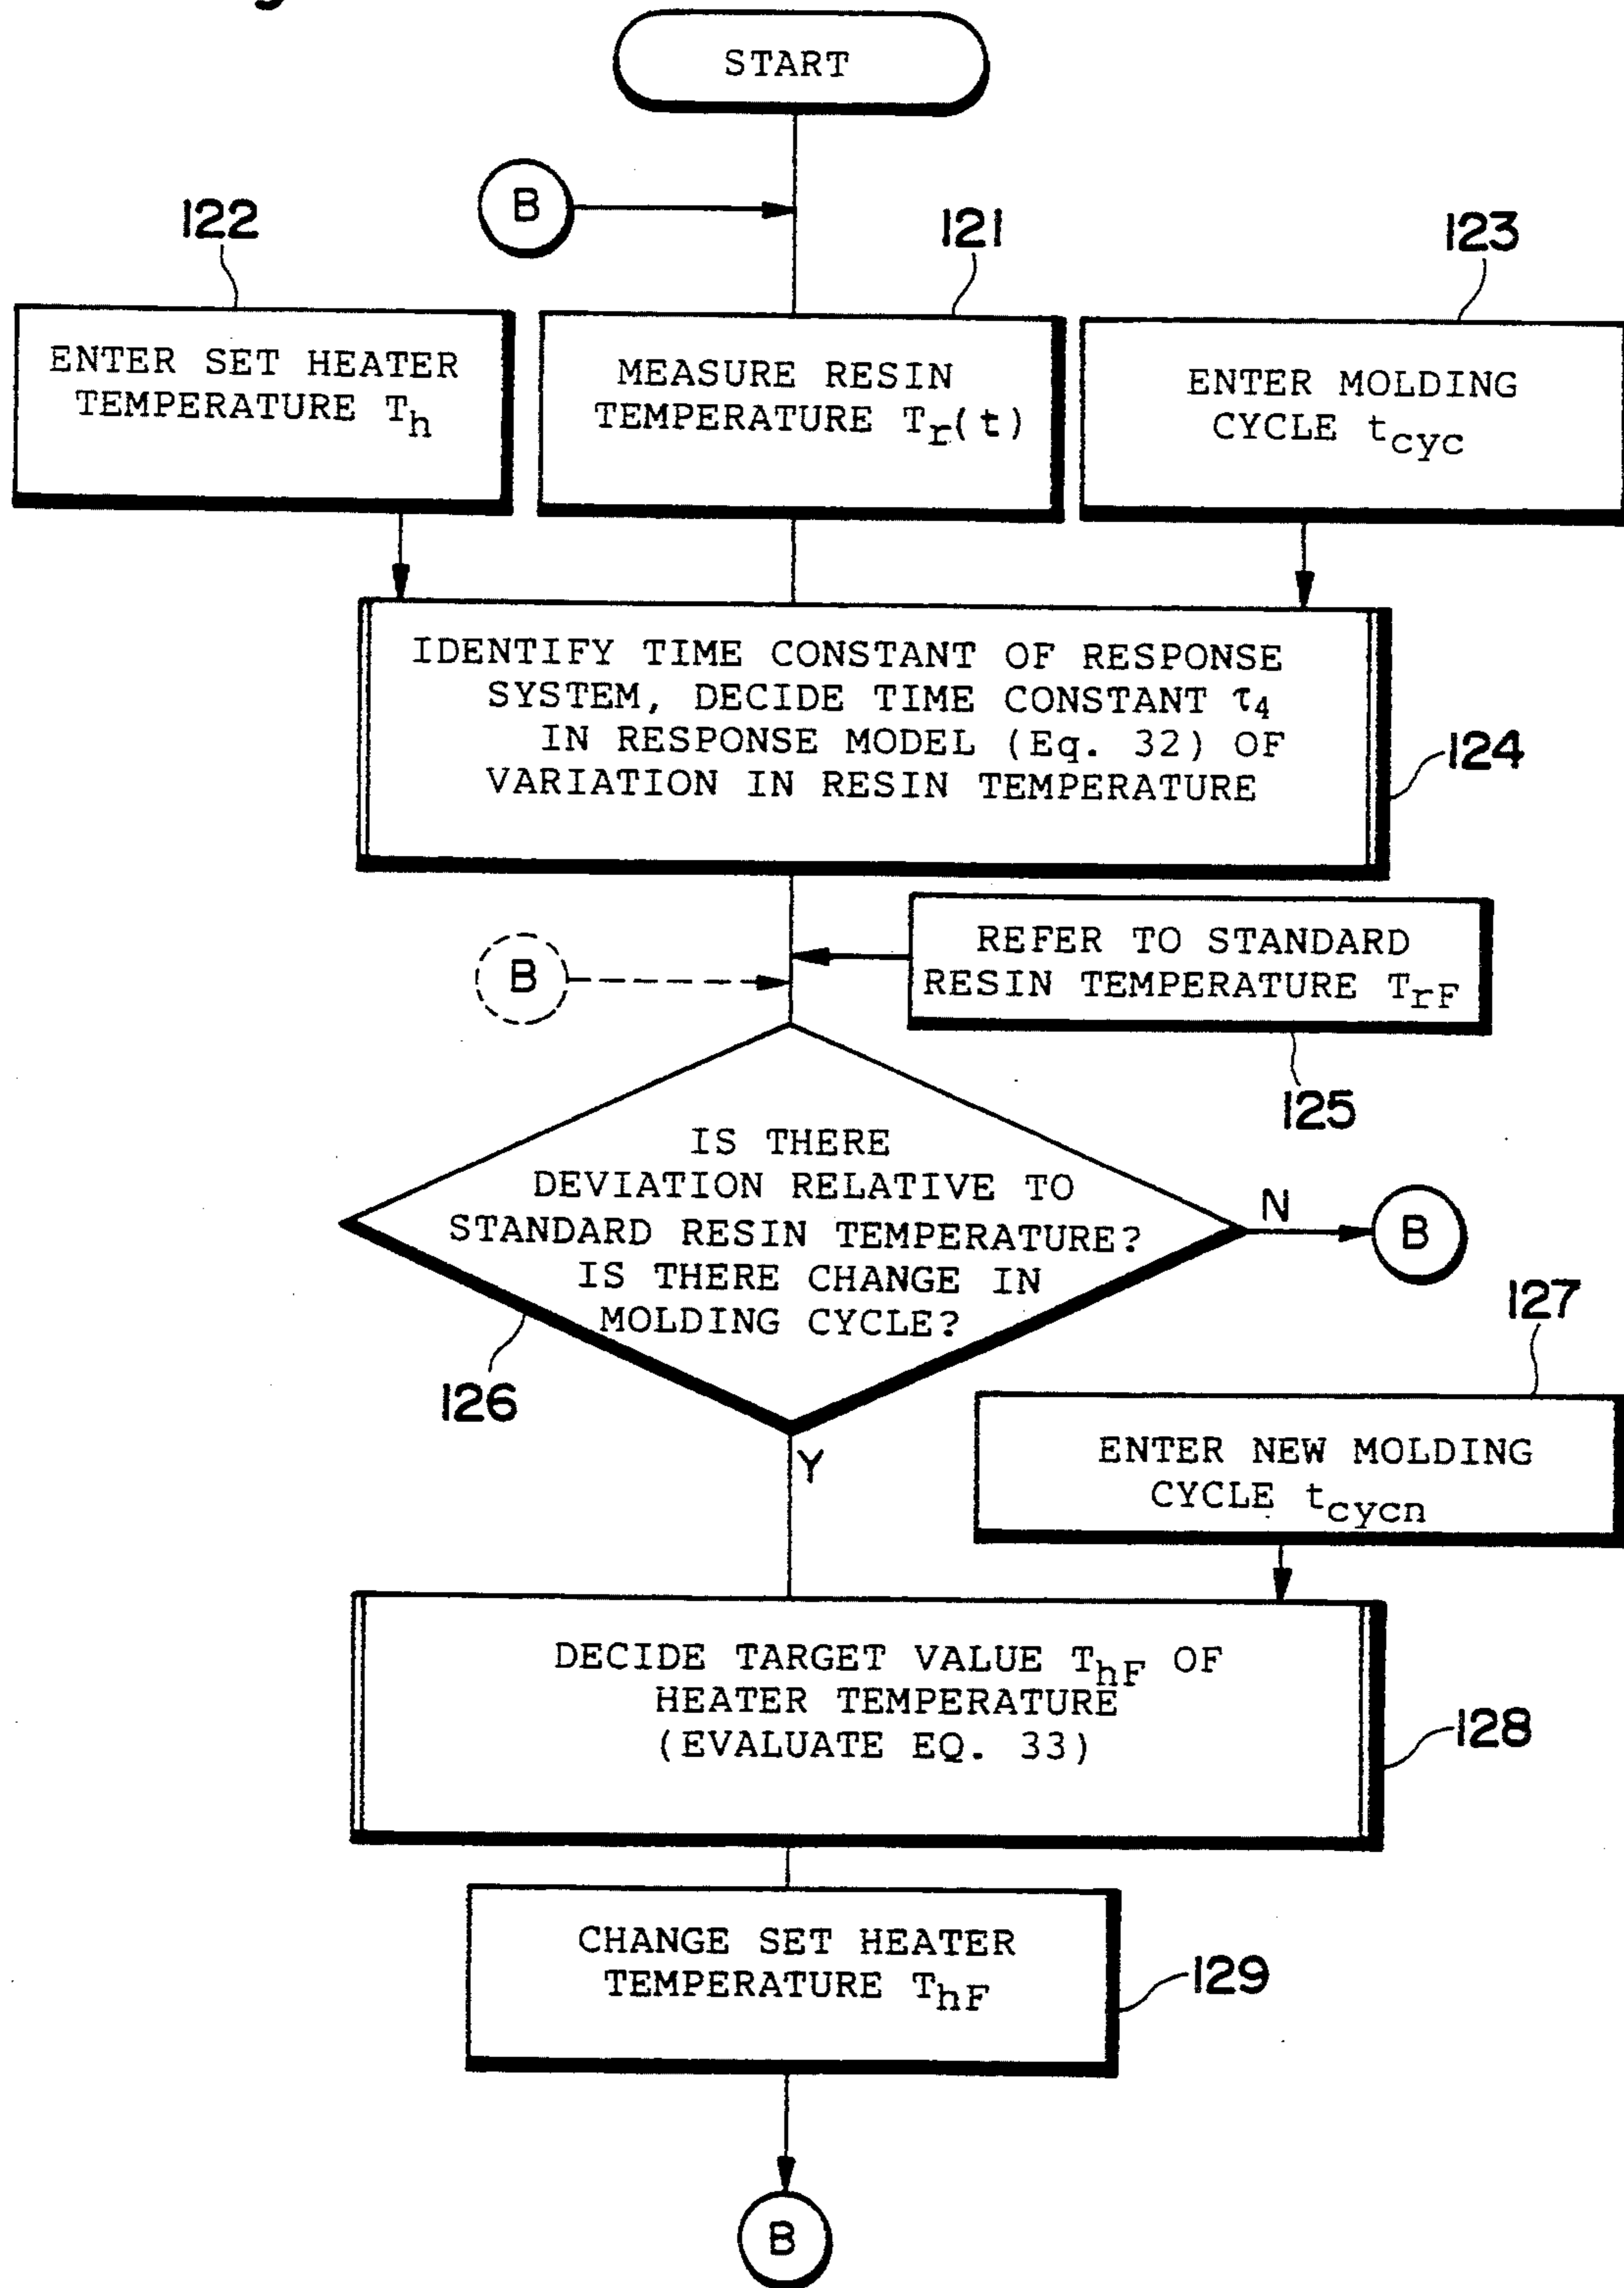 START
B
122
121
123
ENTER SET HEATER
TEMPERATURE Th
MEASURE RESIN
TEMPERATURE Tr(t)
ENTER MOLDING
CYCLE tcyc
IDENTIFY TIME CONSTANT OF RESPONSE
SYSTEM, DECIDE TIME CONSTANT τ4
IN RESPONSE MODEL (Eq. 32) OF
VARIATION IN RESIN TEMPERATURE
124
REFER TO STANDARD
RESIN TEMPERATURE TrF
B
125
IS THERE
DEVIATION RELATIVE TO
STANDARD RESIN TEMPERATURE?
IS THERE CHANGE IN
MOLDING CYCLE?
N
B
126
127
Y
ENTER NEW MOLDING
CYCLE tcycn
DECIDE TARGET VALUE ThF OF
HEATER TEMPERATURE
(EVALUATE EQ. 33)
128
CHANGE SET HEATER
TEMPERATURE ThF
129
B